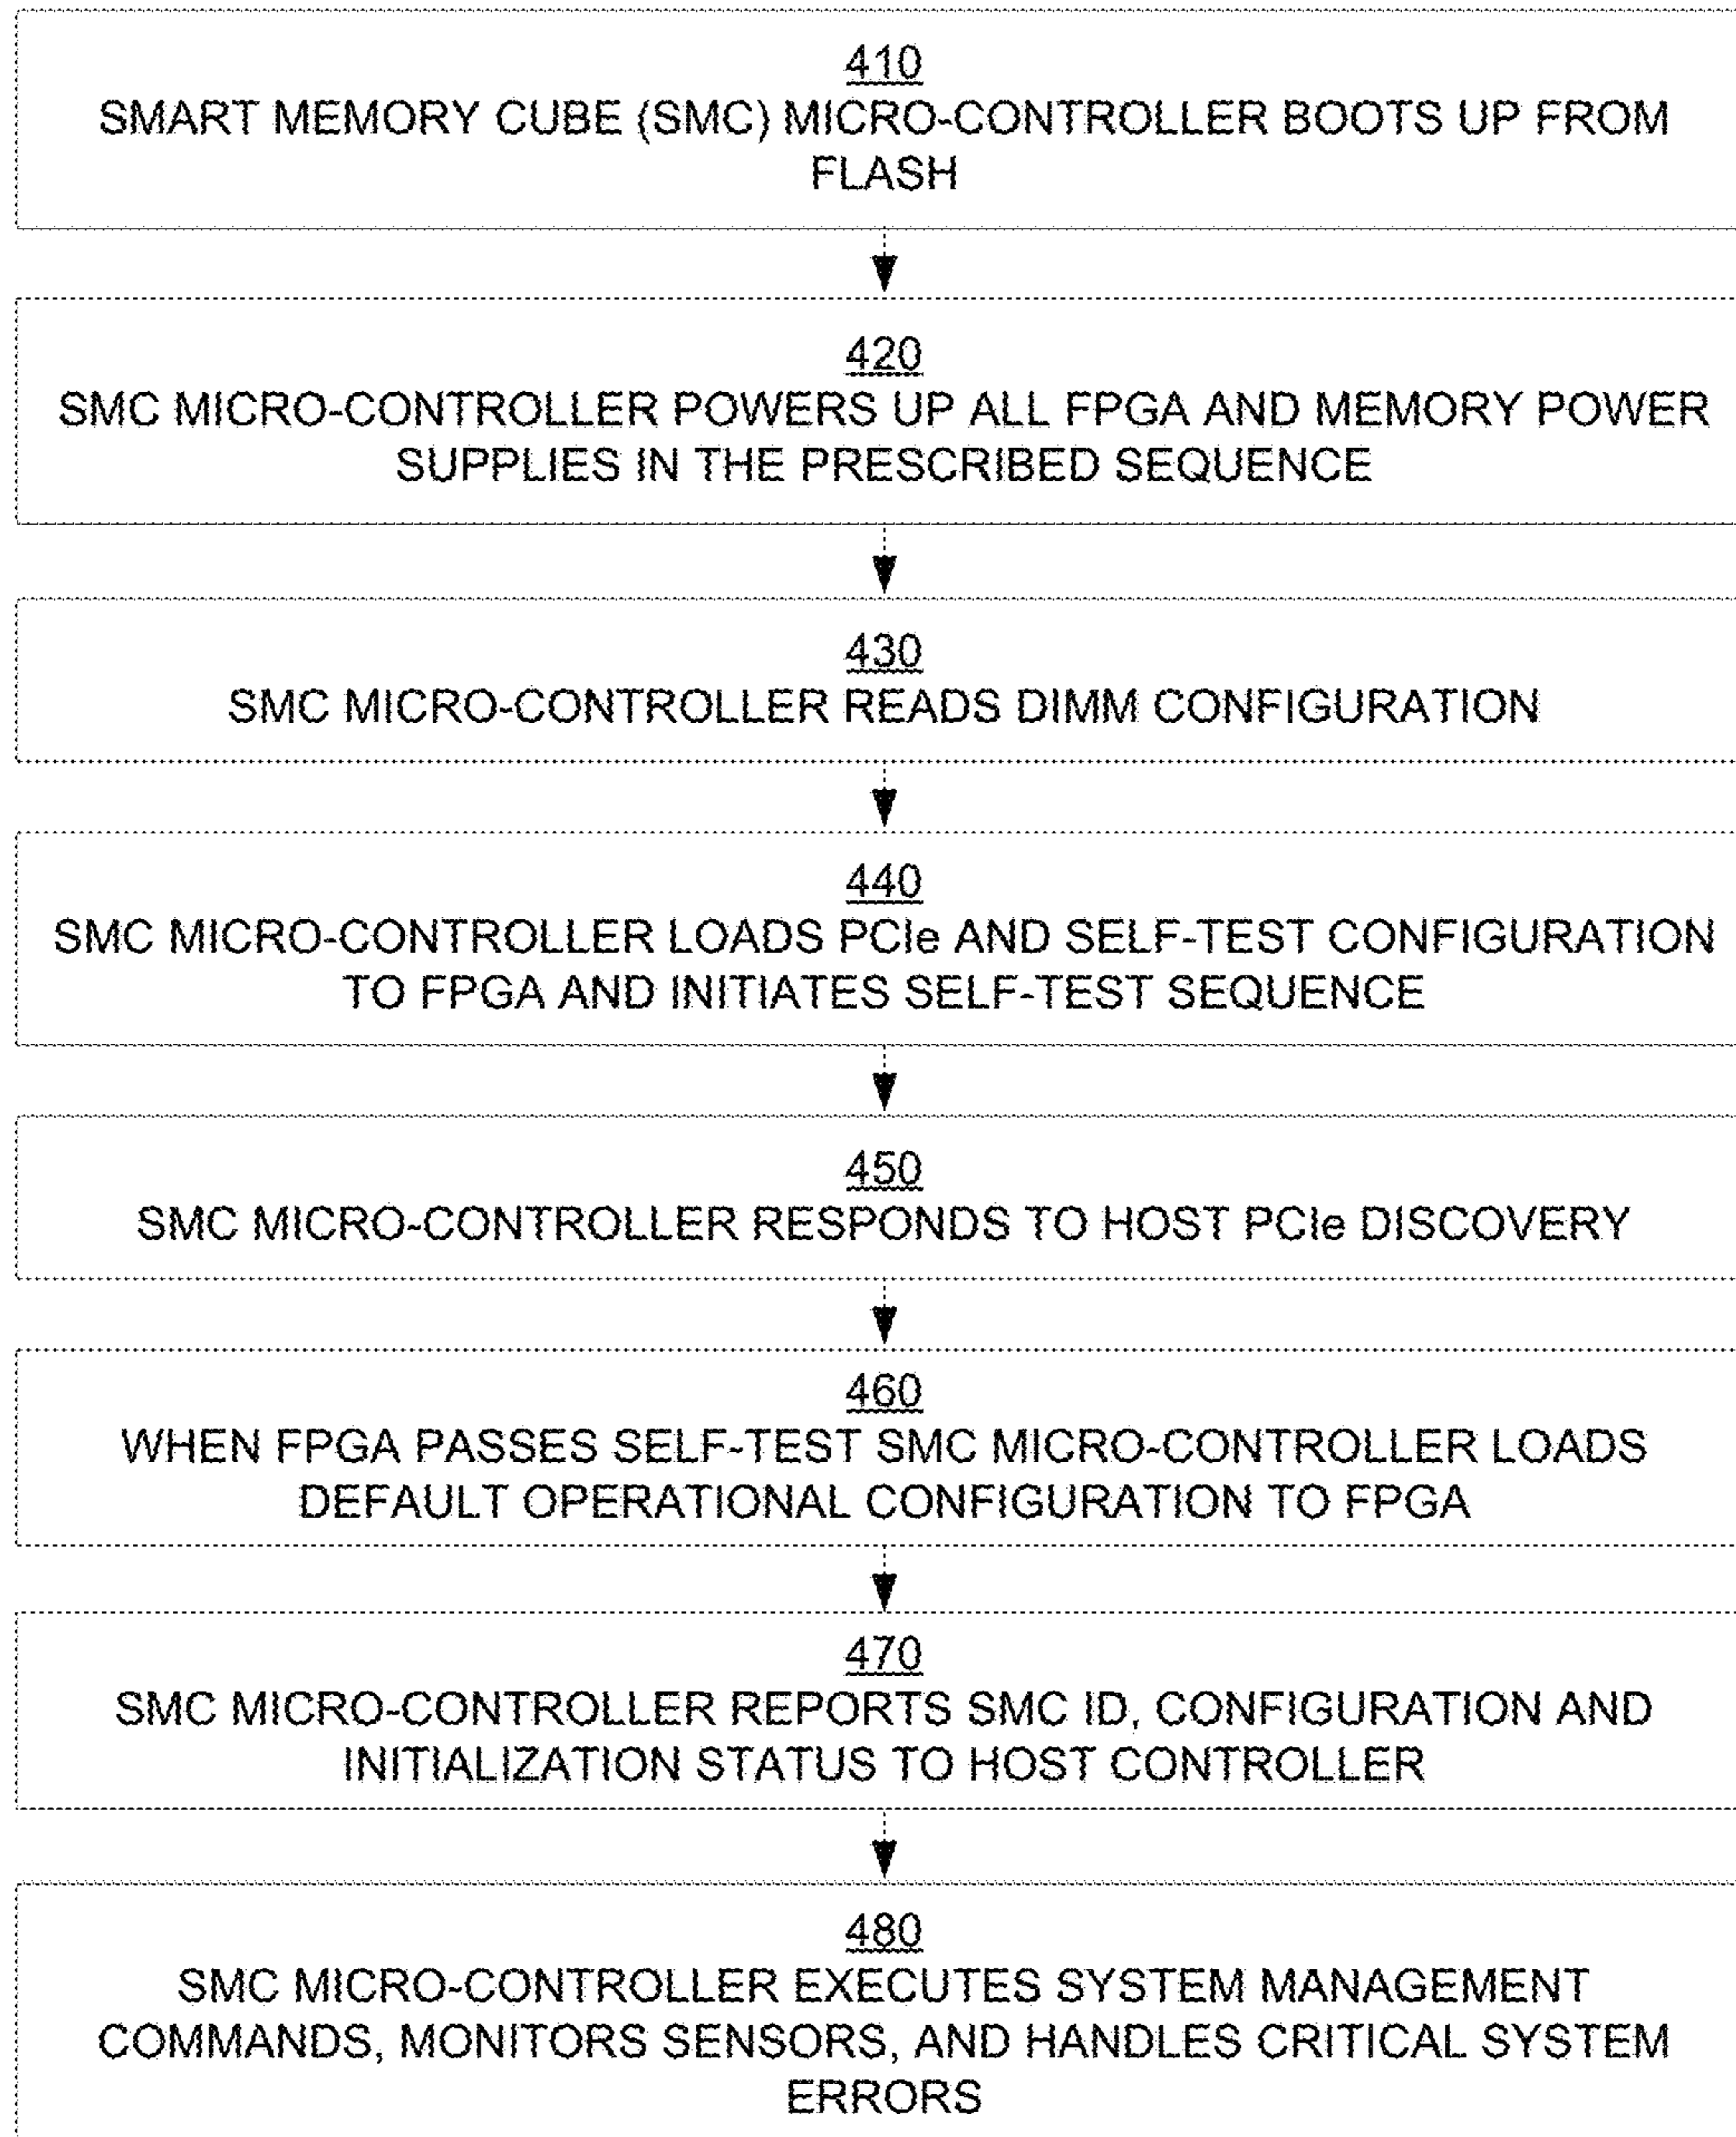 410
SMART MEMORY CUBE (SMC) MICRO-CONTROLLER BOOTS UP FROM
FLASH
420
SMC MICRO-CONTROLLER POWERS UP ALL FPGA AND MEMORY POWER
SUPPLIES IN THE PRESCRIBED SEQUENCE
430
SMC MICRO-CONTROLLER READS DIMM CONFIGURATION
440
SMC MICRO-CONTROLLER LOADS PCIe AND SELF-TEST CONFIGURATION
TO FPGA AND INITIATES SELF-TEST SEQUENCE
450
SMC MICRO-CONTROLLER RESPONDS TO HOST PCIe DISCOVERY
460
WHEN FPGA PASSES SELF-TEST SMC MICRO-CONTROLLER LOADS
DEFAULT OPERATIONAL CONFIGURATION TO FPGA
470
SMC MICRO-CONTROLLER REPORTS SMC ID, CONFIGURATION AND
INITIALIZATION STATUS TO HOST CONTROLLER
480
SMC MICRO-CONTROLLER EXECUTES SYSTEM MANAGEMENT
COMMANDS, MONITORS SENSORS, AND HANDLES CRITICAL SYSTEM
ERRORS